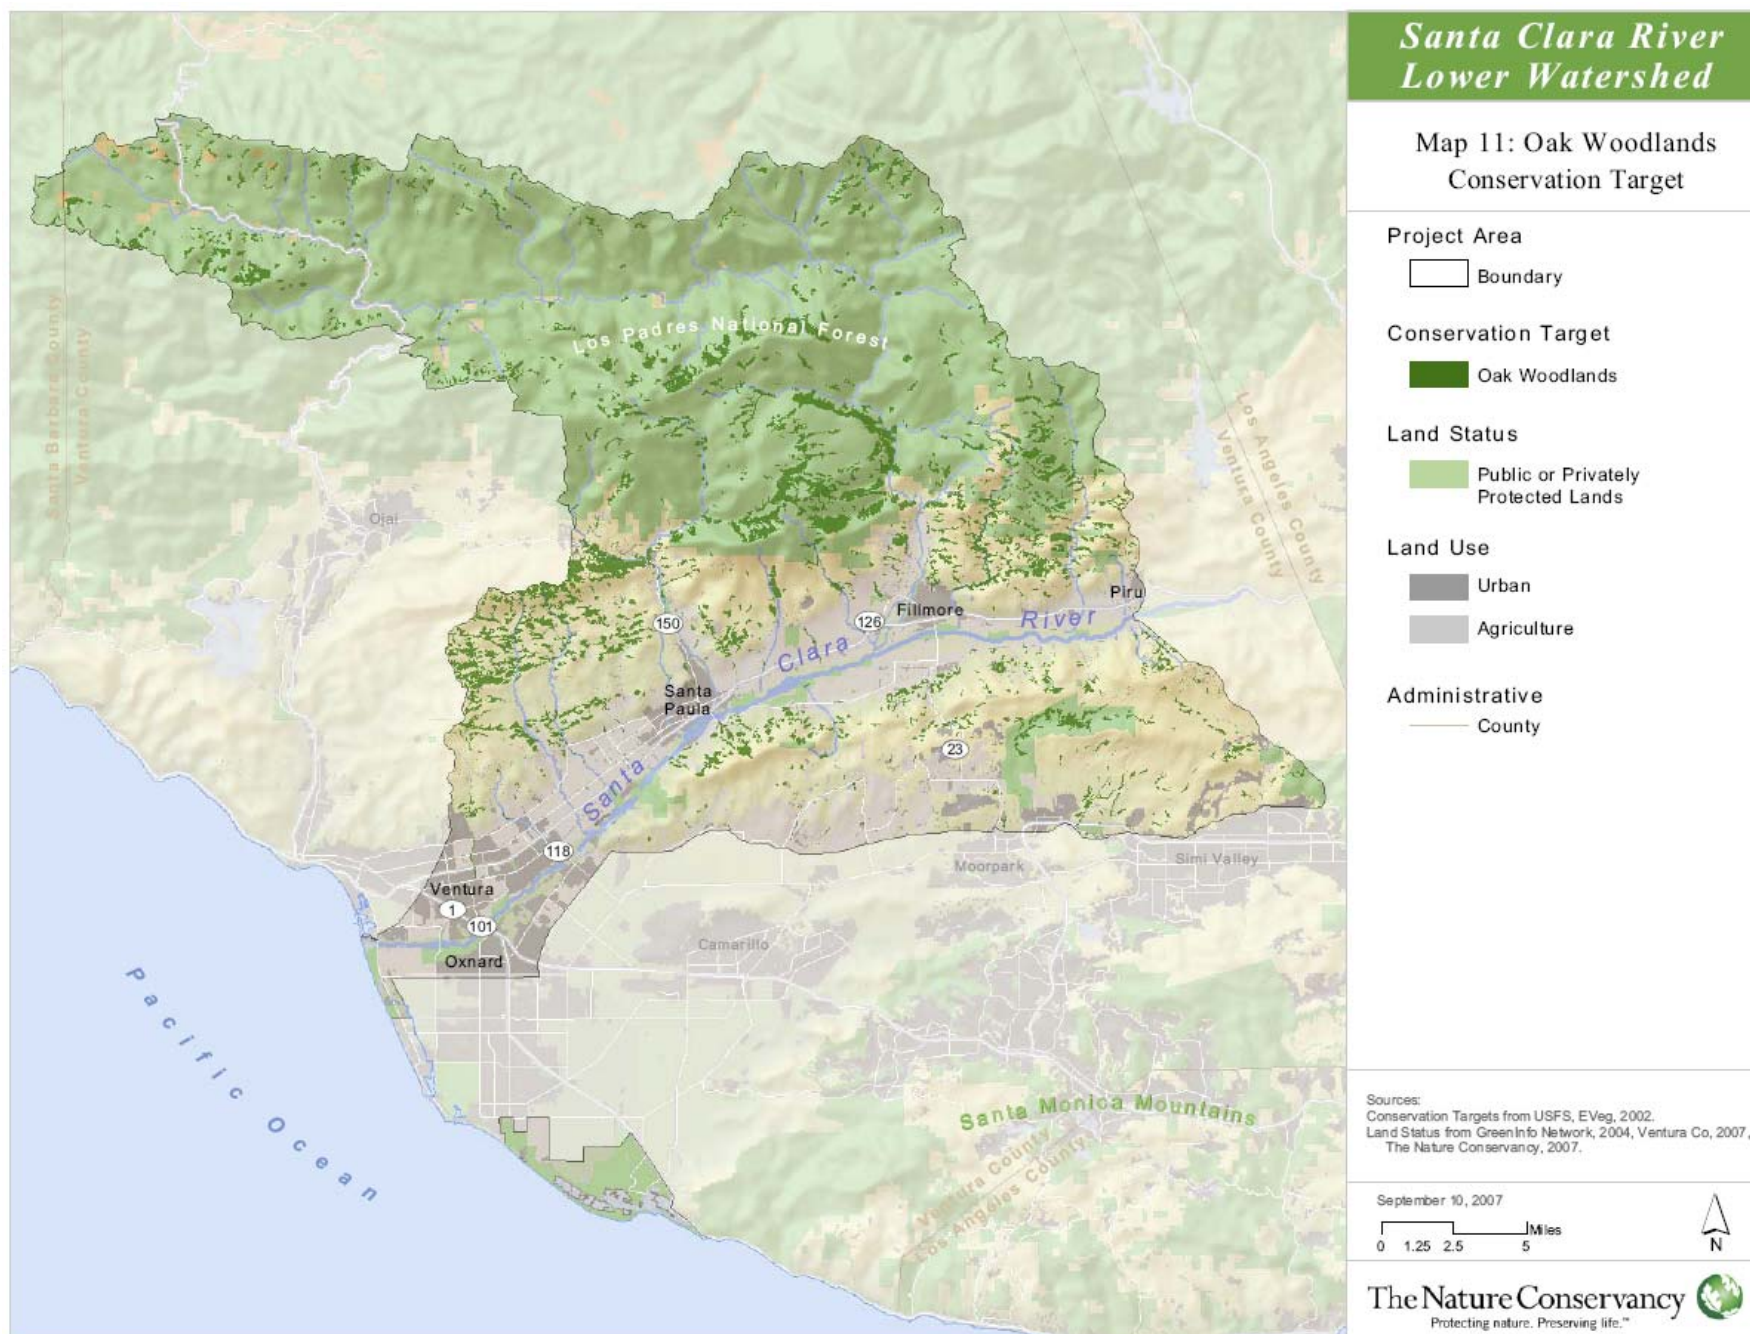 Santa Clara River
Lower Watershed
Map 11: Oak Woodlands
Conservation Target
Project Area
Boundary
Conservation Target
Oak Woodlands
Land Status
Public or Privately
Protected Lands
Land Use
Urban
Agriculture
Administrative
County
Sources:
Conservation Targets from USFS, EVeg, 2002.
Land Status from GreenInfo Network, 2004, Ventura Co, 2007,
The Nature Conservancy, 2007.
September 10, 2007
Miles
0 1.25 2.5 5
N
The Nature Conservancy
Protecting nature. Preserving life.™
Los Padres National Forest
Santa Barbara County
Ventura County
Los Angeles County
Ventura County
Ojai
Piru
Fillmore
150
126
Santa Clara River
Santa
Paula
23
118
Moorpark
Simi Valley
Ventura
1
101
Oxnard
Camarillo
Pacific Ocean
Santa Monica Mountains
Ventura County
Los Angeles County